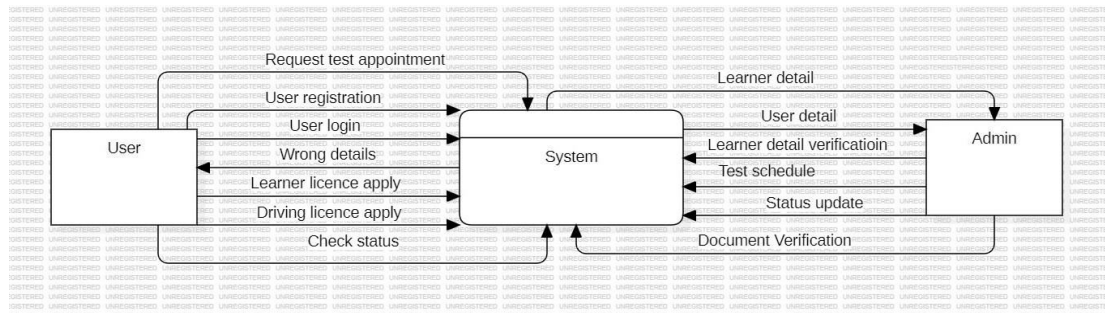 Request test appointment
User registration
User login
Wrong details
Learner licence apply
Driving licence apply
Check status
User
System
Learner detail
User detail
Learner detail verificatioin
Test schedule
Status update
Document Verification
Admin
UNREGISTERED